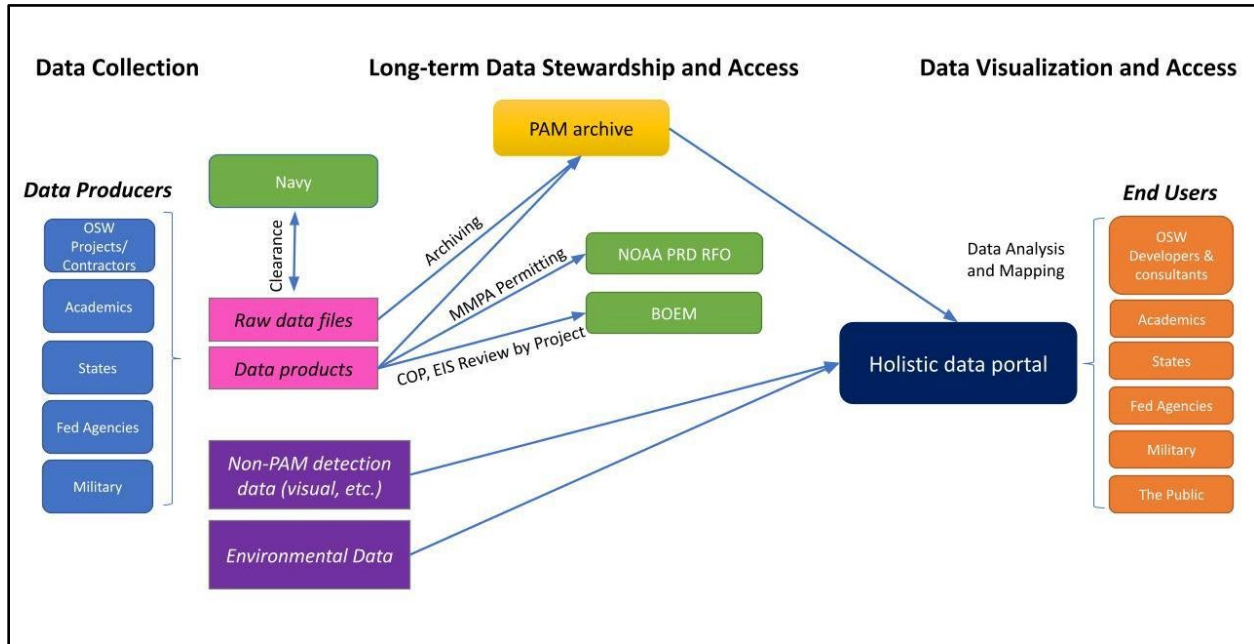 Data Collection
Long-term Data Stewardship and Access
Data Visualization and Access
PAM archive
Data Producers
Navy
OSW
Projects/
Contractors
Academics
States
Fed Agencies
Military
Clearance
Raw data files
Data products
Archiving
MMPA Permitting
COP, EIS Review by Project
NOAA PRD RFO
BOEM
Non-PAM detection
data (visual, etc.)
Environmental Data
Data Analysis
and Mapping
Holistic data portal
End Users
OSW
Developers &
consultants
Academics
States
Fed Agencies
Military
The Public